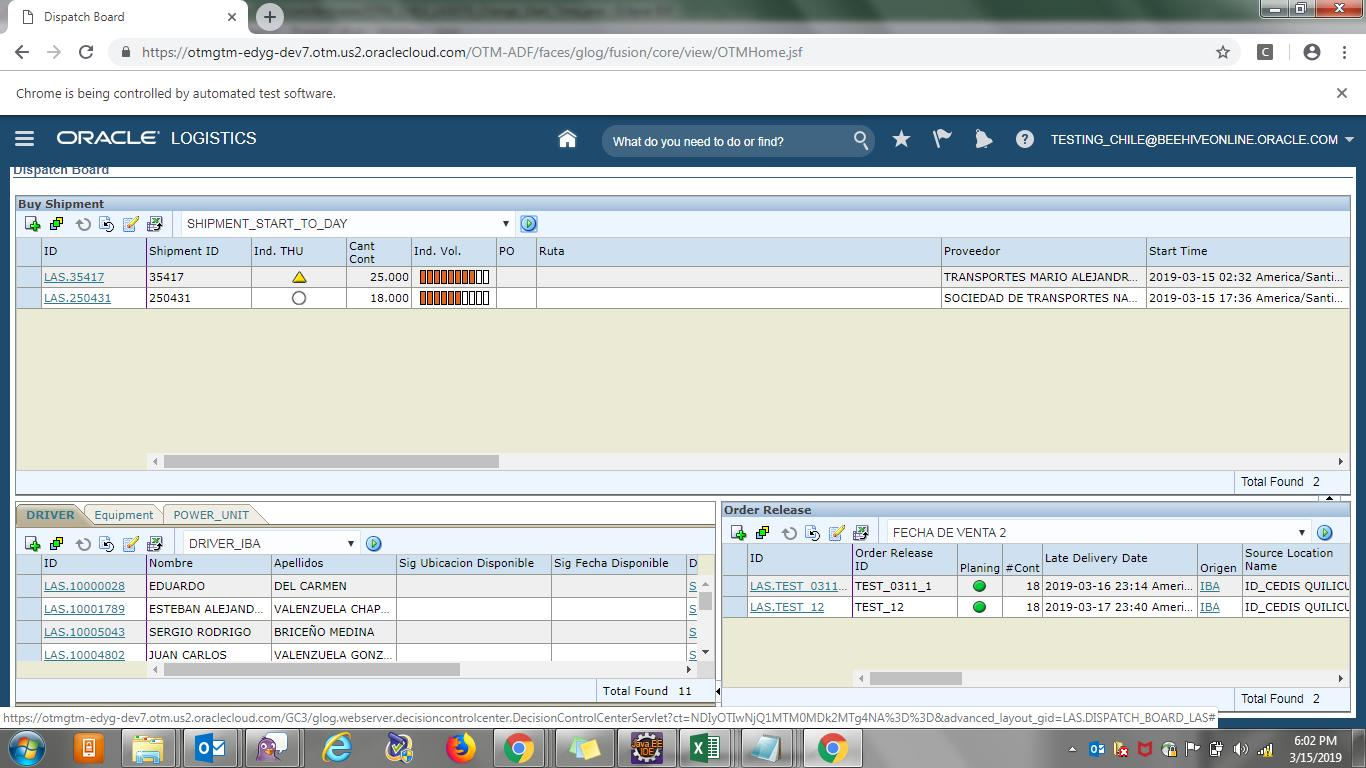 Dispatch Board
https://otmgtm-edyg-dev7.otm.us2.oraclecloud.com/OTM-ADF/faces/glog/fusion/core/view/OTMHome.jsf
Chrome is being controlled by automated test software.
ORACLE LOGISTICS What do you need to do or find? TESTING_CHILE@BEEHIVEONLINE.ORACLE.COM
Dispatch Board
Buy Shipment
SHIPMENT_START_TO_DAY
ID Shipment ID Ind. THU Cant Cont Ind. Vol. PO Ruta Proveedor Start Time
LAS.35417 35417 25.000 TRANSPORTES MARIO ALEJANDR... 2019-03-15 02:32 America/Santi...
LAS.250431 250431 18.000 SOCIEDAD DE TRANSPORTES NA... 2019-03-15 17:36 America/Santi...
Total Found 2
DRIVER Equipment POWER_UNIT
DRIVER_IBA
ID Nombre Apellidos Sig Ubicacion Disponible Sig Fecha Disponible D
LAS.10000028 EDUARDO DEL CARMEN S
LAS.10001789 ESTEBAN ALEJAND... VALENZUELA CHAP... S
LAS.10005043 SERGIO RODRIGO BRICEÑO MEDINA S
LAS.10004802 JUAN CARLOS VALENZUELA GONZ... S
Total Found 11
Order Release
FECHA DE VENTA 2
ID Order Release ID Planing #Cont Late Delivery Date Origen Source Location Name
LAS.TEST_0311... TEST_0311_1 18 2019-03-16 23:14 Ameri... IBA ID_CEDIS QUILICU
LAS.TEST_12 TEST_12 18 2019-03-17 23:40 Ameri... IBA ID_CEDIS QUILICU
Total Found 2
https://otmgtm-edyg-dev7.otm.us2.oraclecloud.com/GC3/glog.webserver.decisioncontrolcenter.DecisionControlCenterServlet?ct=NDIyOTIwNjQ1MTM0MDk2MTg4NA%3D%3D&advanced_layout_gid=LAS.DISPATCH_BOARD_LAS#
Java EE IDE
6:02 PM
3/15/2019